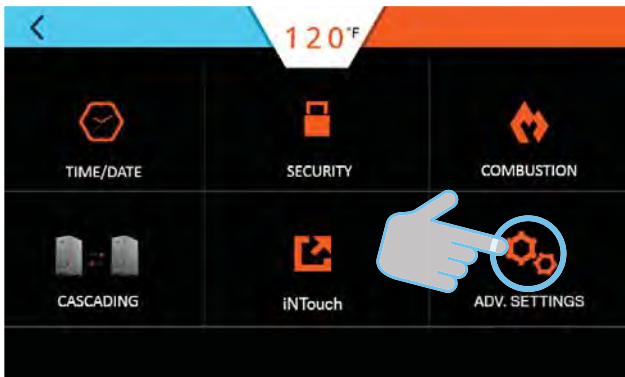 120°F
TIME/DATE
SECURITY
COMBUSTION
CASCADING
iNTouch
ADV. SETTINGS